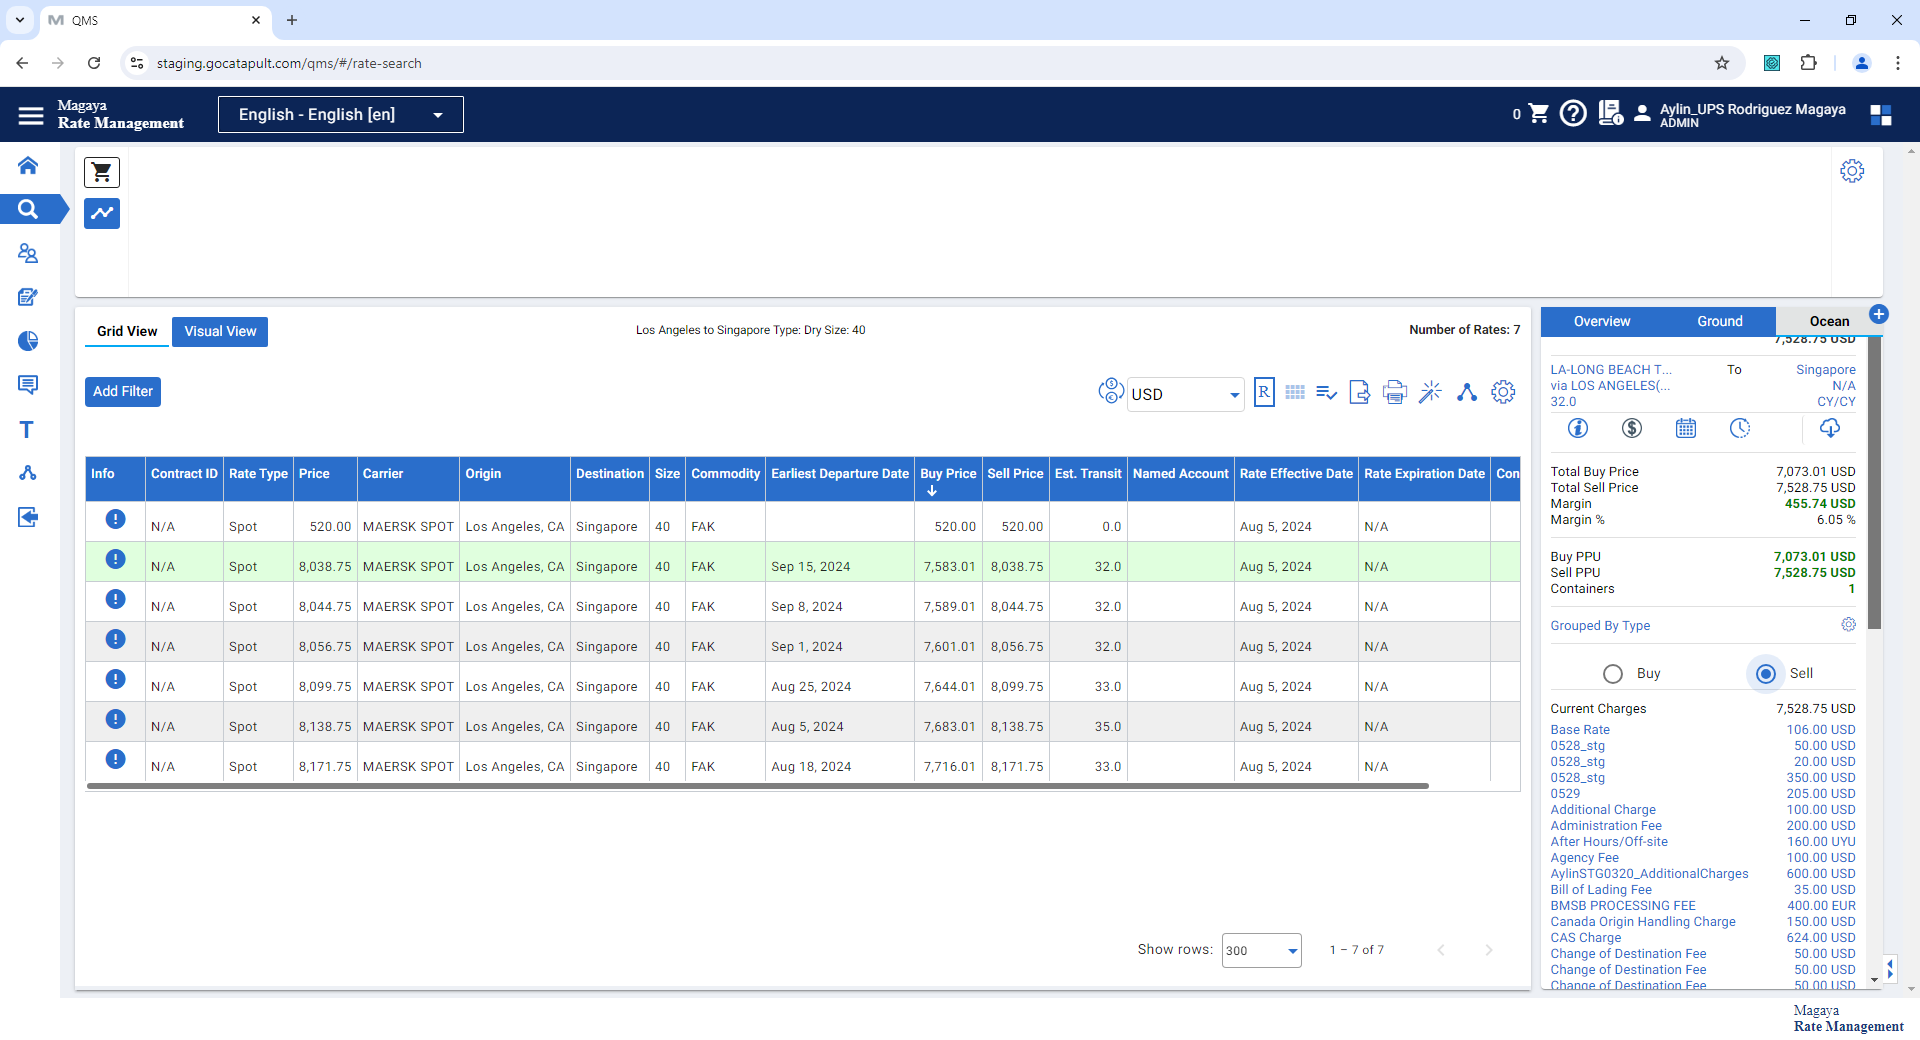 QMS
staging.gocatapult.com/qms/#/rate-search
Magaya
Rate Management
English - English [en]
0
Aylin_UPS Rodriguez Magaya
ADMIN
Grid View
Visual View
Los Angeles to Singapore Type: Dry Size: 40
Number of Rates: 7
Add Filter
USD
R
Info Contract ID Rate Type Price Carrier Origin Destination Size Commodity Earliest Departure Date Buy Price Sell Price Est. Transit Named Account Rate Effective Date Rate Expiration Date Con
N/A Spot 520.00 MAERSK SPOT Los Angeles, CA Singapore 40 FAK 520.00 520.00 0.0 Aug 5, 2024 N/A
N/A Spot 8,038.75 MAERSK SPOT Los Angeles, CA Singapore 40 FAK Sep 15, 2024 7,583.01 8,038.75 32.0 Aug 5, 2024 N/A
N/A Spot 8,044.75 MAERSK SPOT Los Angeles, CA Singapore 40 FAK Sep 8, 2024 7,589.01 8,044.75 32.0 Aug 5, 2024 N/A
N/A Spot 8,056.75 MAERSK SPOT Los Angeles, CA Singapore 40 FAK Sep 1, 2024 7,601.01 8,056.75 32.0 Aug 5, 2024 N/A
N/A Spot 8,099.75 MAERSK SPOT Los Angeles, CA Singapore 40 FAK Aug 25, 2024 7,644.01 8,099.75 33.0 Aug 5, 2024 N/A
N/A Spot 8,138.75 MAERSK SPOT Los Angeles, CA Singapore 40 FAK Aug 5, 2024 7,683.01 8,138.75 35.0 Aug 5, 2024 N/A
N/A Spot 8,171.75 MAERSK SPOT Los Angeles, CA Singapore 40 FAK Aug 18, 2024 7,716.01 8,171.75 33.0 Aug 5, 2024 N/A
Show rows: 300 1 – 7 of 7
Overview Ground Ocean
7,528.75 USD
LA-LONG BEACH T... To Singapore
via LOS ANGELES(... N/A
32.0 CY/CY
Total Buy Price 7,073.01 USD
Total Sell Price 7,528.75 USD
Margin 455.74 USD
Margin % 6.05 %
Buy PPU 7,073.01 USD
Sell PPU 7,528.75 USD
Containers 1
Grouped By Type
Buy Sell
Current Charges 7,528.75 USD
Base Rate 106.00 USD
0528_stg 50.00 USD
0528_stg 20.00 USD
0528_stg 350.00 USD
0529 205.00 USD
Additional Charge 100.00 USD
Administration Fee 200.00 USD
After Hours/Off-site 160.00 UYU
Agency Fee 100.00 USD
AylinSTG0320_AdditionalCharges 600.00 USD
Bill of Lading Fee 35.00 USD
BMSB PROCESSING FEE 400.00 EUR
Canada Origin Handling Charge 150.00 USD
CAS Charge 624.00 USD
Change of Destination Fee 50.00 USD
Change of Destination Fee 50.00 USD
Change of Destination Fee 50.00 USD
Magaya
Rate Management